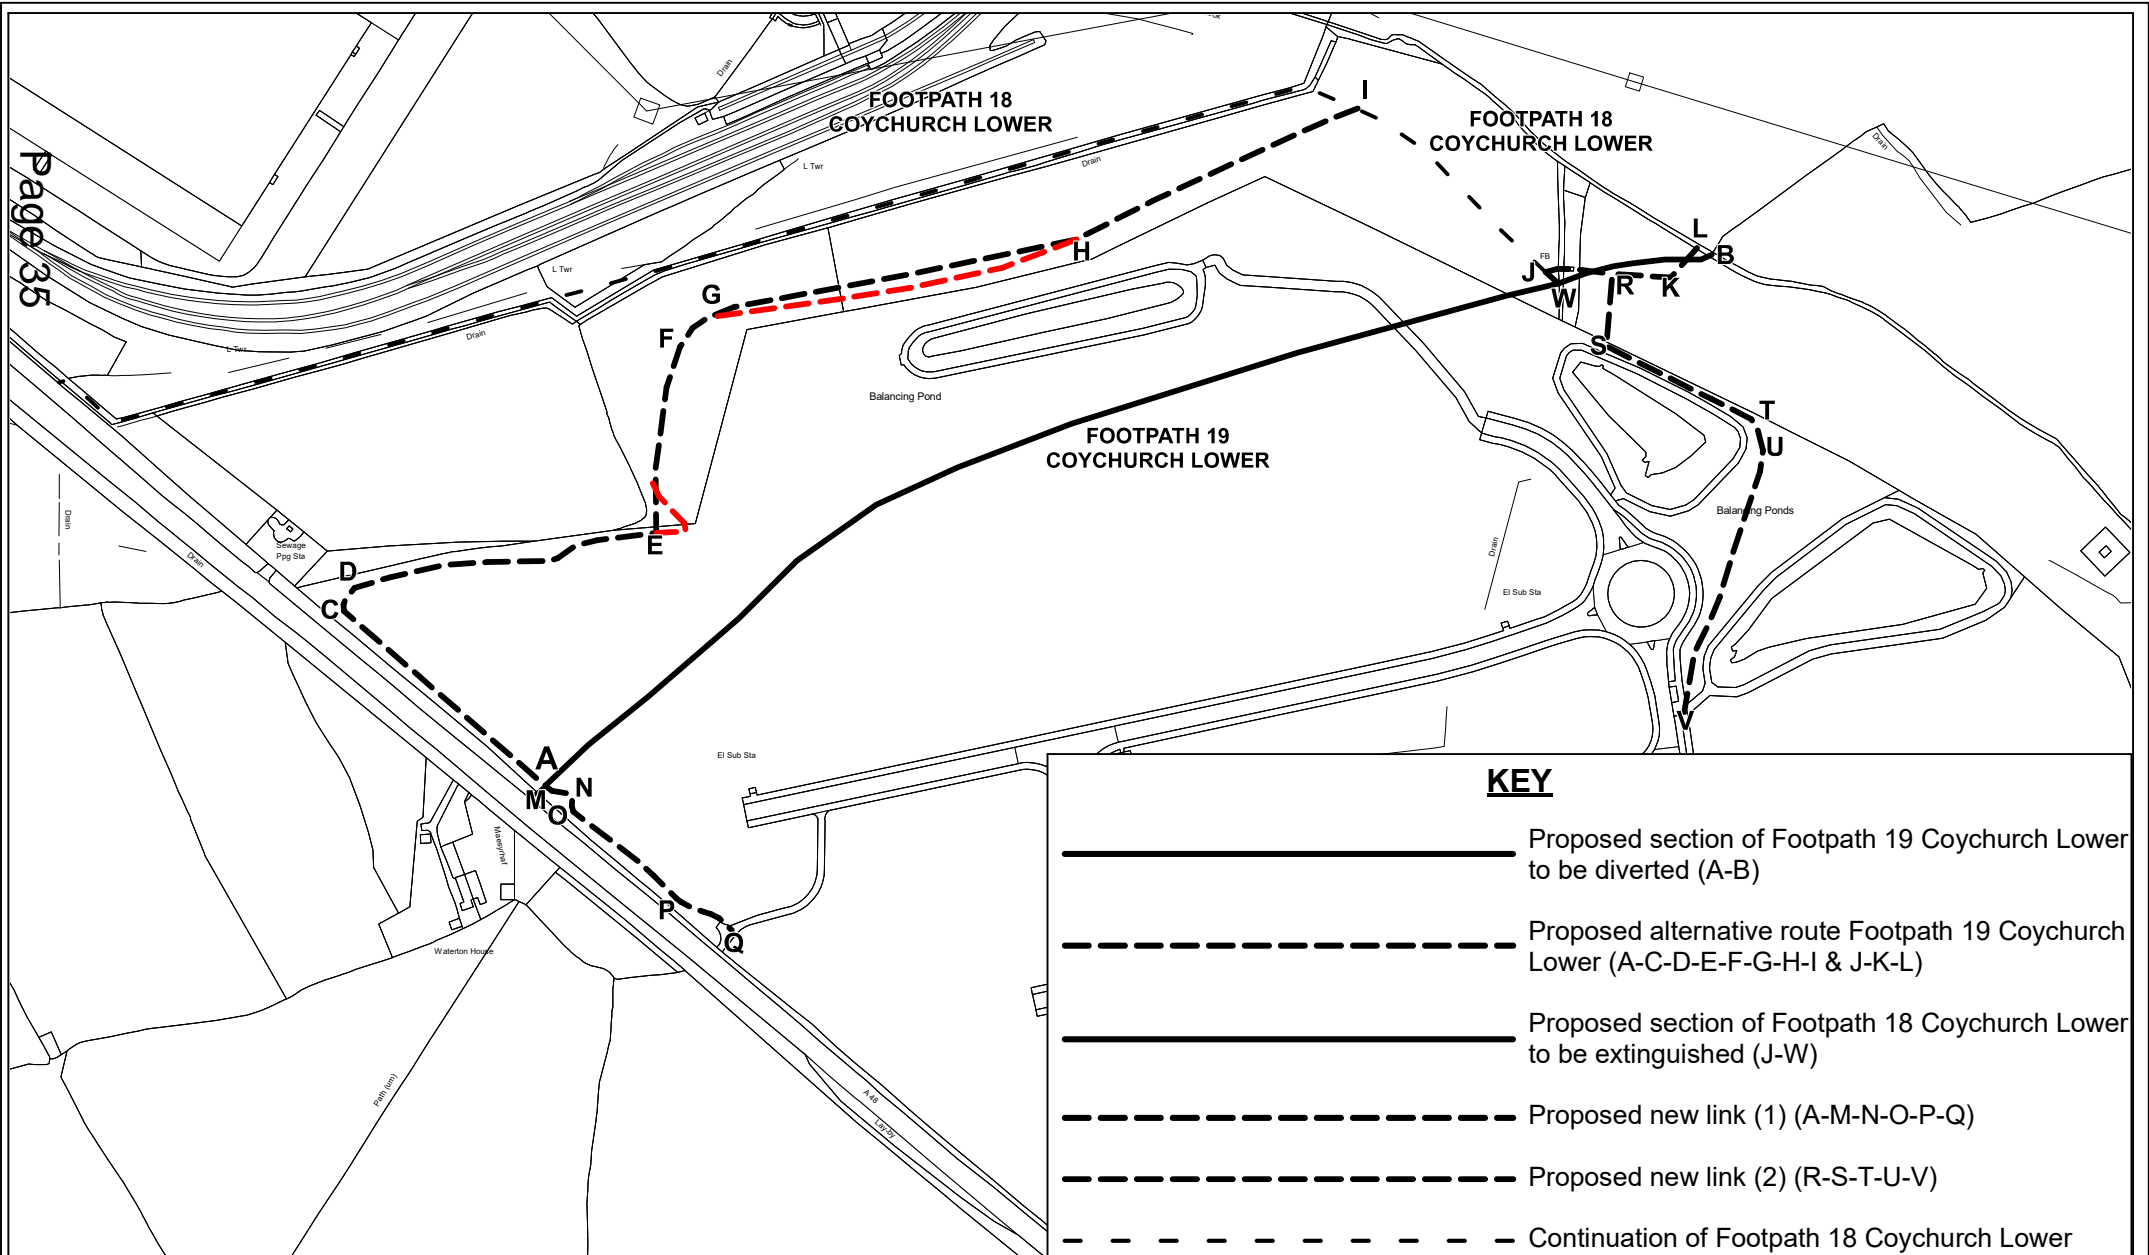 Page 35
FOOTPATH 18
COYCHURCH LOWER
FOOTPATH 18
COYCHURCH LOWER
Drain
L Twr
Drain
I
Drain
L
B
H
FB
J
W
R
K
L Twr
G
F
Drain
L Twr
S
T
U
Balancing Pond
FOOTPATH 19
COYCHURCH LOWER
Balancing Ponds
Drain
Drain
Sewage
Ppg Sta
Drain
E
D
C
El Sub Sta
V
A
M
N
O
El Sub Sta
Maesyrhaf
P
Q
Waterton House
Path (um)
A 48
Lay-by
KEY
Proposed section of Footpath 19 Coychurch Lower
to be diverted (A-B)
Proposed alternative route Footpath 19 Coychurch
Lower (A-C-D-E-F-G-H-I & J-K-L)
Proposed section of Footpath 18 Coychurch Lower
to be extinguished (J-W)
Proposed new link (1) (A-M-N-O-P-Q)
Proposed new link (2) (R-S-T-U-V)
Continuation of Footpath 18 Coychurch Lower